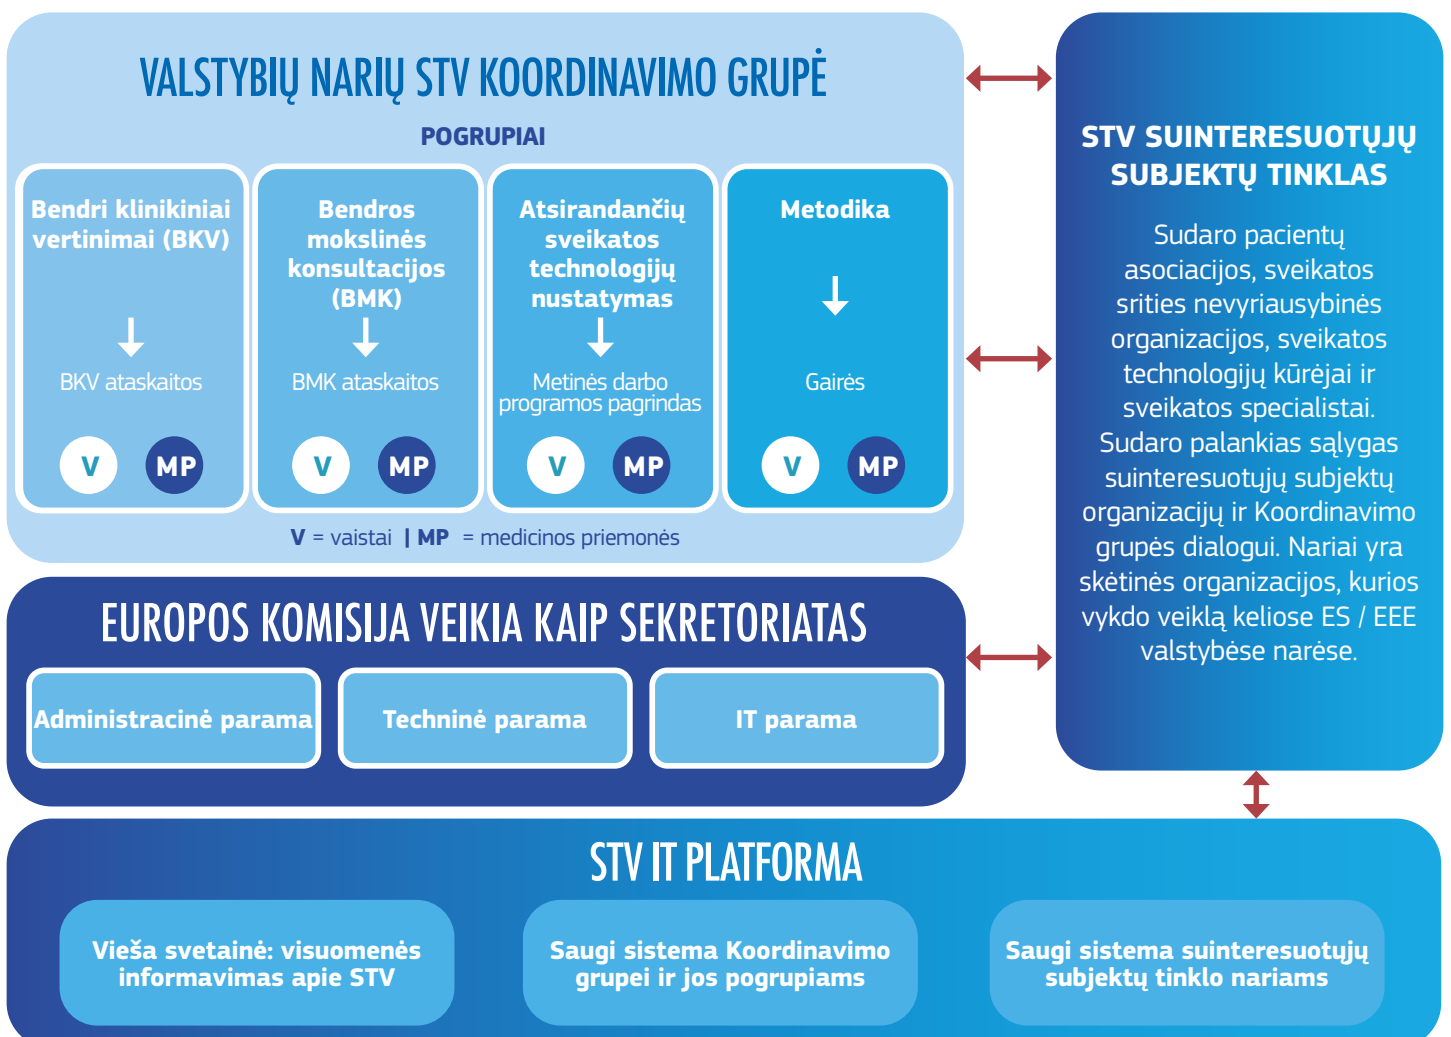 VALSTYBIŲ NARIŲ STV KOORDINAVIMO GRUPĖ
POGRUPIAI
Bendri klinikiniai
vertinimai (BKV)
BKV ataskaitos
V MP
Bendros
mokslinės
konsultacijos
(BMK)
BMK ataskaitos
V MP
Atsirandančių
sveikatos
technologijų
nustatymas
Metinės darbo
programos pagrindas
V MP
Metodika
Gairės
V MP
V = vaistai | MP = medicinos priemonės
STV SUINTERESUOTŲJŲ
SUBJEKTŲ TINKLAS
Sudaro pacientų
asociacijos, sveikatos
srities nevyriausybinės
organizacijos, sveikatos
technologijų kūrėjai ir
sveikatos specialistai.
Sudaro palankias sąlygas
suinteresuotųjų subjektų
organizacijų ir Koordinavimo
grupės dialogui. Nariai yra
skėtinės organizacijos, kurios
vykdo veiklą keliose ES / EEE
valstybėse narėse.
EUROPOS KOMISIJA VEIKIA KAIP SEKRETORIATAS
Administracinė parama
Techninė parama
IT parama
STV IT PLATFORMA
Vieša svetainė: visuomenės
informavimas apie STV
Saugi sistema Koordinavimo
grupei ir jos pogrupiams
Saugi sistema suinteresuotųjų
subjektų tinklo nariams